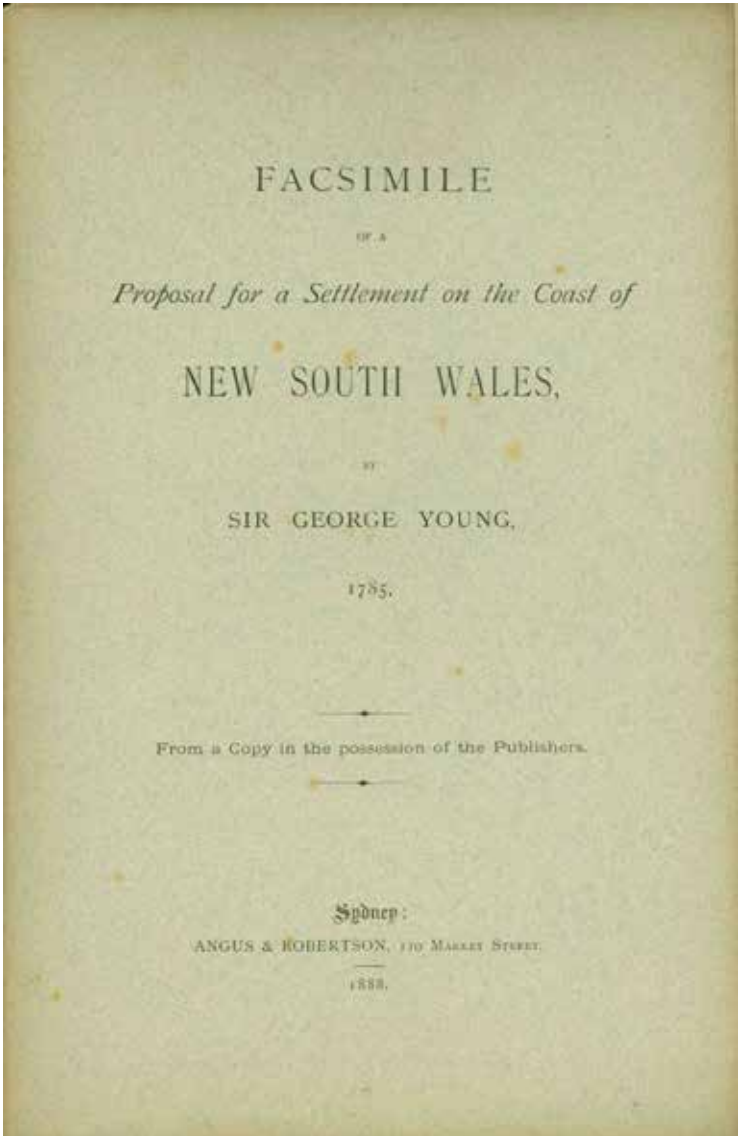 FACSIMILE
OF A
Proposal for a Settlement on the Coast of
NEW SOUTH WALES,
BY
SIR GEORGE YOUNG,
1785.
From a Copy in the possession of the Publishers.
Sydney:
ANGUS & ROBERTSON, 110 MARKET STREET.
1888.